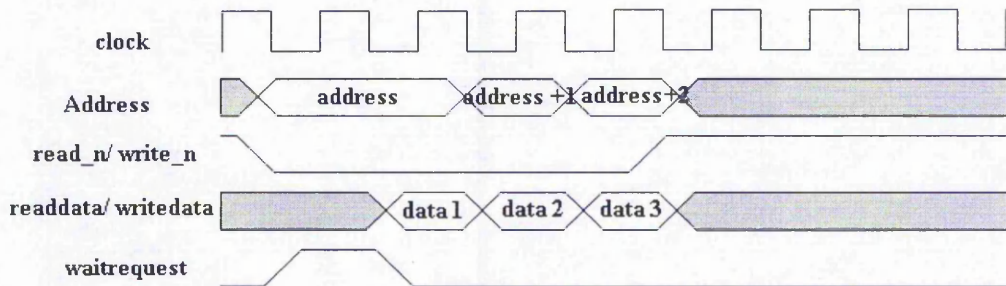 clock
Address address address +1 address+2
read_n/ write_n
readdata/ writedata data 1 data 2 data 3
waitrequest